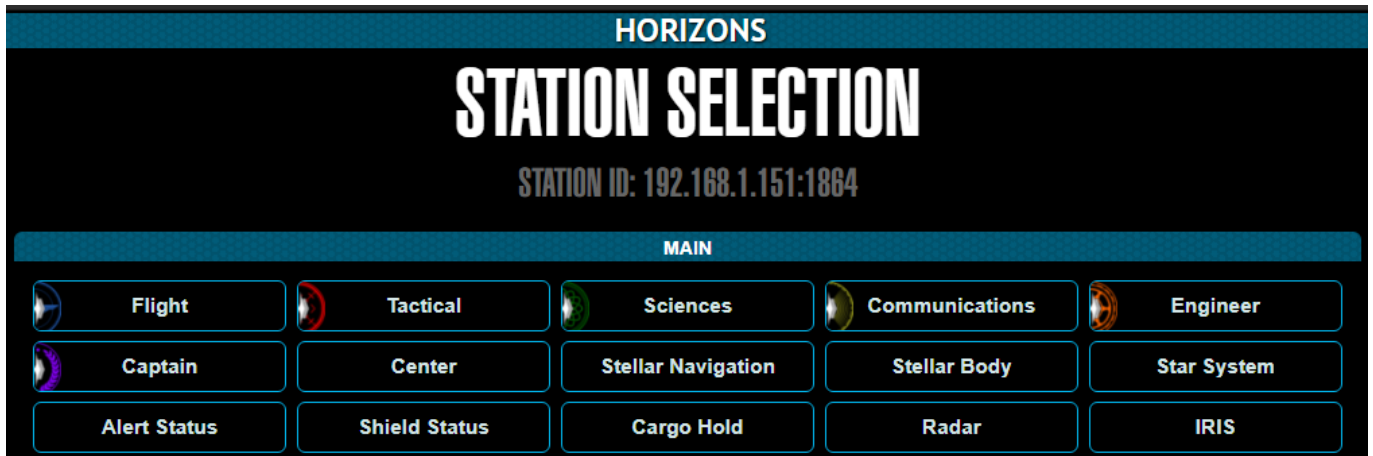 HORIZONS
STATION SELECTION
STATION ID: 192.168.1.151:1864
MAIN
Flight Tactical Sciences Communications Engineer
Captain Center Stellar Navigation Stellar Body Star System
Alert Status Shield Status Cargo Hold Radar IRIS